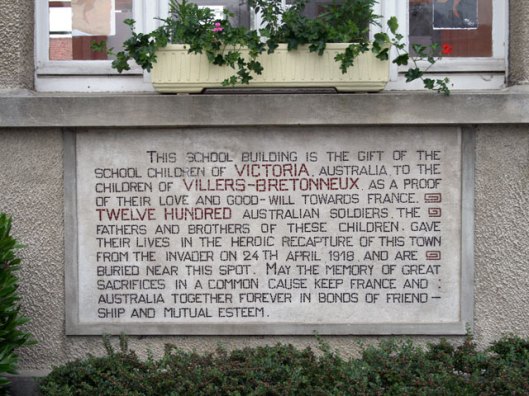 THIS SCHOOL BUILDING IS THE GIFT OF THE
SCHOOL CHILDREN OF VICTORIA, AUSTRALIA, TO THE
CHILDREN OF VILLERS-BRETONNEUX, AS A PROOF
OF THEIR LOVE AND GOOD-WILL TOWARDS FRANCE.
TWELVE HUNDRED AUSTRALIAN SOLDIERS, THE
FATHERS AND BROTHERS OF THESE CHILDREN, GAVE
THEIR LIVES IN THE HEROIC RECAPTURE OF THIS TOWN
FROM THE INVADER ON 24TH APRIL 1918, AND ARE
BURIED NEAR THIS SPOT. MAY THE MEMORY OF GREAT
SACRIFICES IN A COMMON CAUSE KEEP FRANCE AND
AUSTRALIA TOGETHER FOREVER IN BONDS OF FRIEND-
SHIP AND MUTUAL ESTEEM.